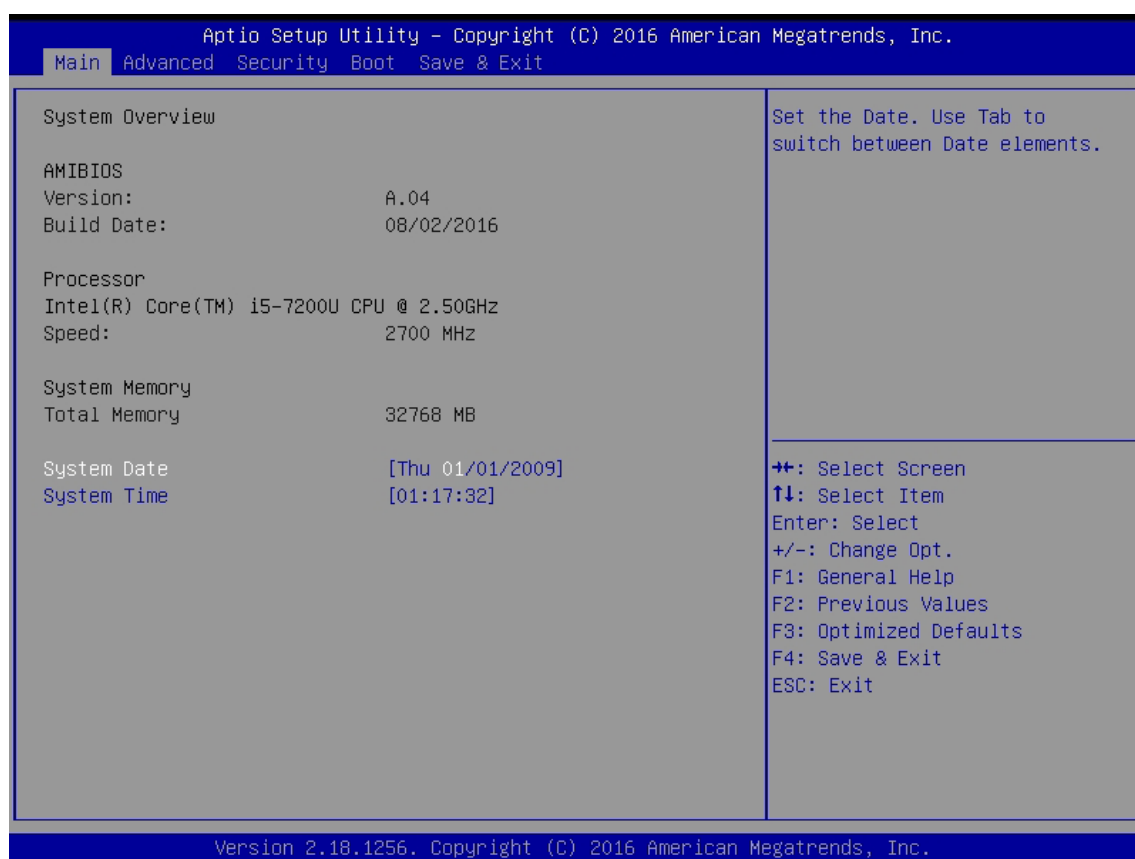 Aptio Setup Utility – Copyright (C) 2016 American Megatrends, Inc.
Main Advanced Security Boot Save & Exit
System Overview
AMIBIOS
Version: A.04
Build Date: 08/02/2016
Processor
Intel(R) Core(TM) i5-7200U CPU @ 2.50GHz
Speed: 2700 MHz
System Memory
Total Memory 32768 MB
System Date [Thu 01/01/2009]
System Time [01:17:32]
Set the Date. Use Tab to
switch between Date elements.
→←: Select Screen
↑↓: Select Item
Enter: Select
+/-: Change Opt.
F1: General Help
F2: Previous Values
F3: Optimized Defaults
F4: Save & Exit
ESC: Exit
Version 2.18.1256. Copyright (C) 2016 American Megatrends, Inc.